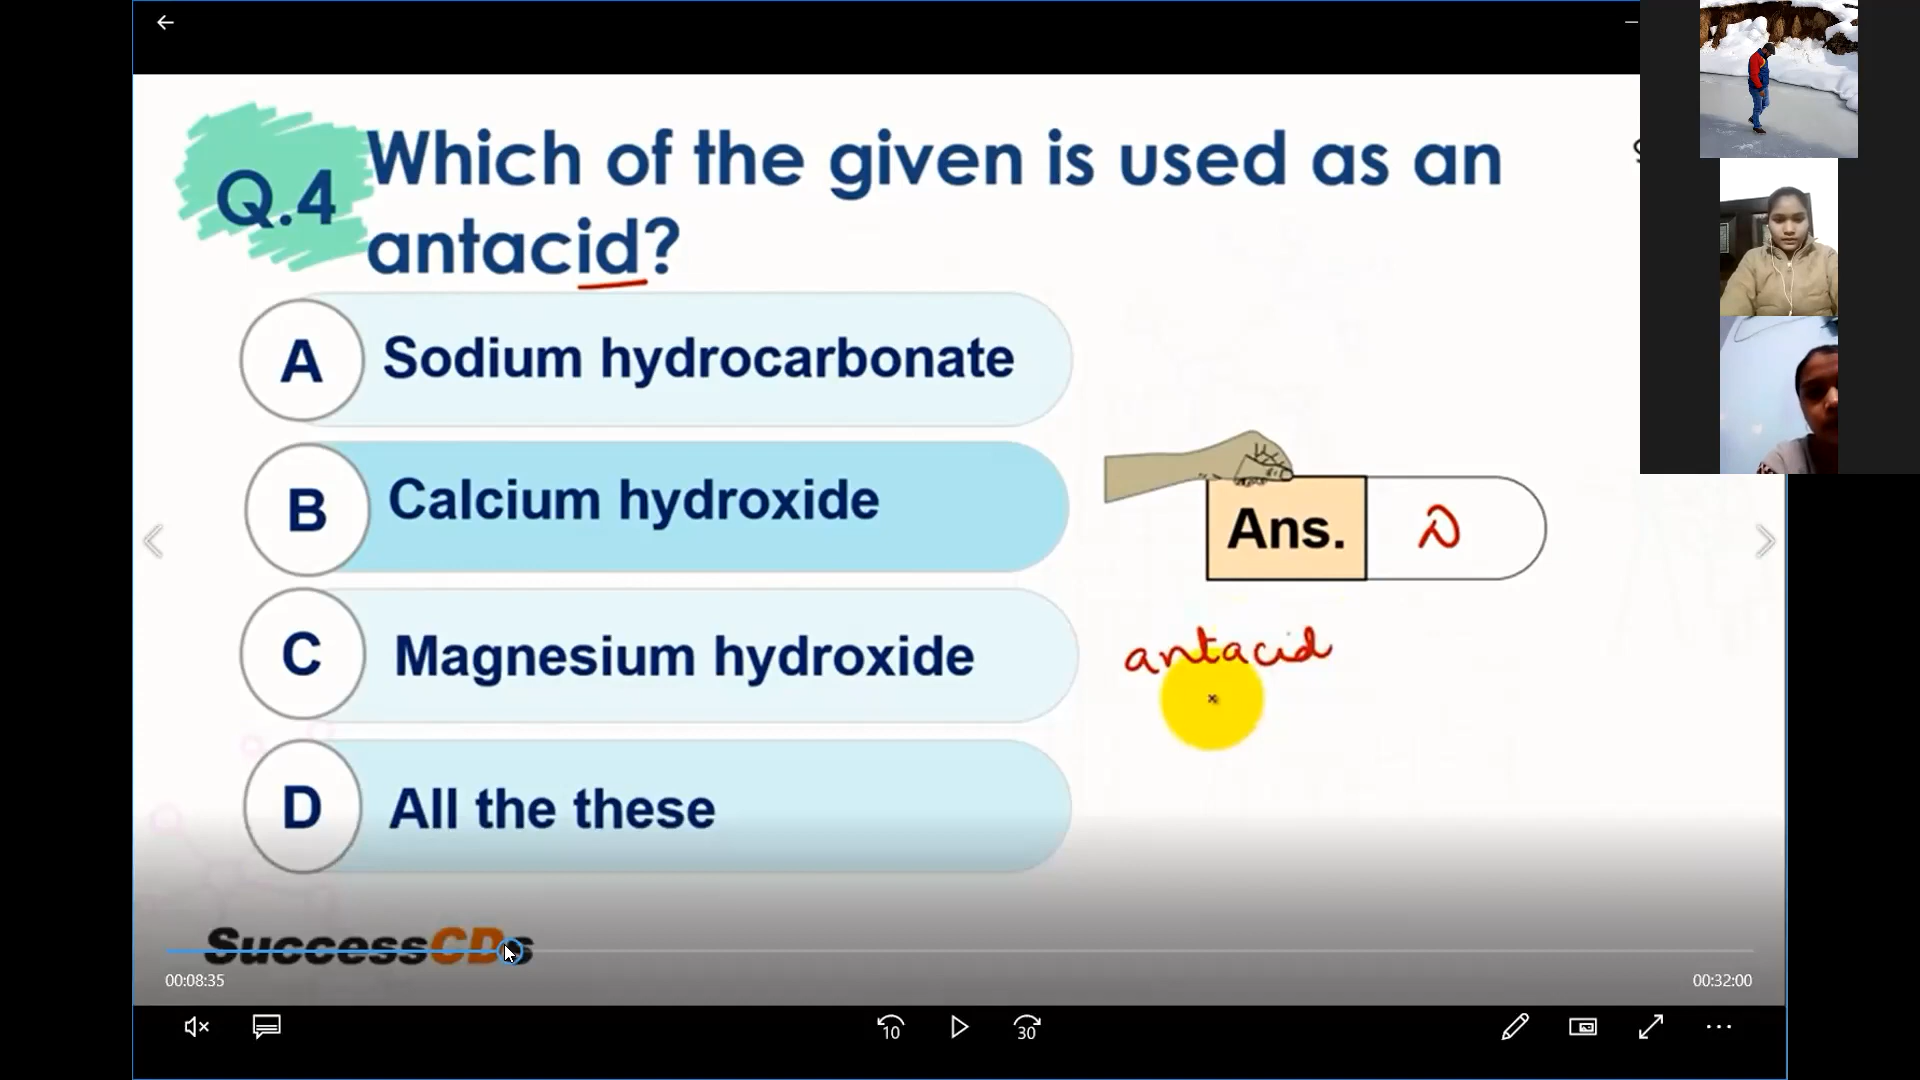 Q.4 Which of the given is used as an
antacid?
A Sodium hydrocarbonate
B Calcium hydroxide
Ans. D
C Magnesium hydroxide
antacid
D All the these
SuccessCDs
00:08:35
00:32:00
10
30